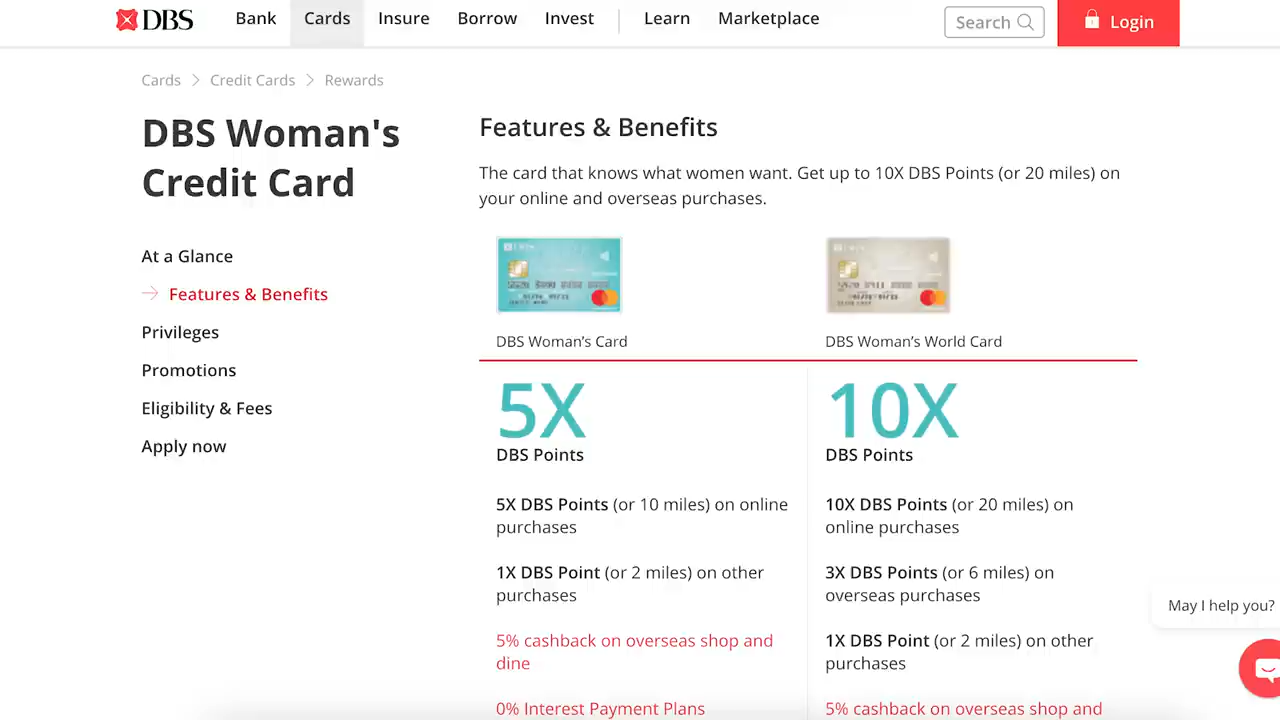 DBS
Bank
Cards
Insure
Borrow
Invest
Learn
Marketplace
Search
Login
Cards
Credit Cards
Rewards
DBS Woman's
Credit Card
At a Glance
Features & Benefits
Privileges
Promotions
Eligibility & Fees
Apply now
Features & Benefits
The card that knows what women want. Get up to 10X DBS Points (or 20 miles) on
your online and overseas purchases.
DBS Woman's Card
DBS Woman's World Card
5X
DBS Points
5X DBS Points (or 10 miles) on online
purchases
1X DBS Point (or 2 miles) on other
purchases
5% cashback on overseas shop and
dine
0% Interest Payment Plans
10X
DBS Points
10X DBS Points (or 20 miles) on
online purchases
3X DBS Points (or 6 miles) on
overseas purchases
1X DBS Point (or 2 miles) on other
purchases
5% cashback on overseas shop and
May I help you?